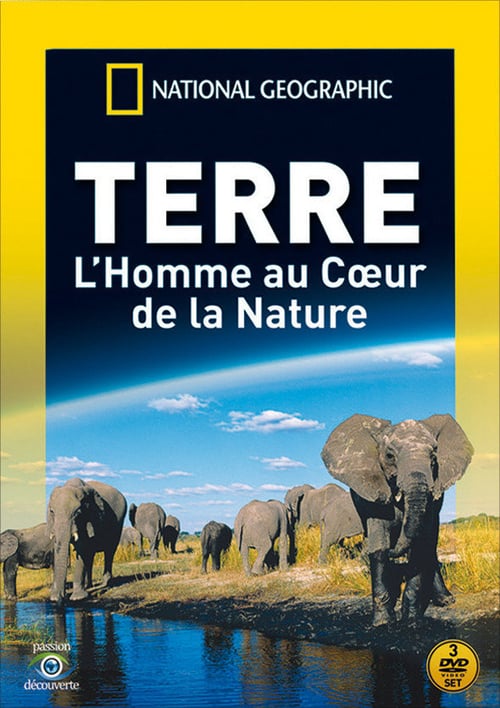 NATIONAL GEOGRAPHIC
TERRE
L'Homme au Cœur
de la Nature
passion
découverte
3
DVD
VIDEO
SET